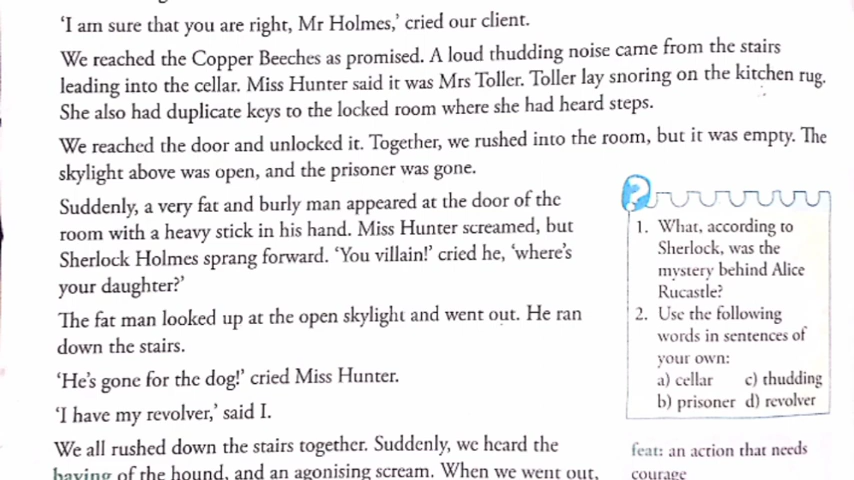 'I am sure that you are right, Mr Holmes,' cried our client.
We reached the Copper Beeches as promised. A loud thudding noise came from the stairs
leading into the cellar. Miss Hunter said it was Mrs Toller. Toller lay snoring on the kitchen rug.
She also had duplicate keys to the locked room where she had heard steps.
We reached the door and unlocked it. Together, we rushed into the room, but it was empty. The
skylight above was open, and the prisoner was gone.
Suddenly, a very fat and burly man appeared at the door of the
room with a heavy stick in his hand. Miss Hunter screamed, but
Sherlock Holmes sprang forward. 'You villain!' cried he, 'where's
your daughter?'
The fat man looked up at the open skylight and went out. He ran
down the stairs.
'He's gone for the dog!' cried Miss Hunter.
'I have my revolver,' said I.
We all rushed down the stairs together. Suddenly, we heard the
baying of the hound, and an agonising scream. When we went out,
?
1. What, according to
Sherlock, was the
mystery behind Alice
Rucastle?
2. Use the following
words in sentences of
your own:
a) cellar c) thudding
b) prisoner d) revolver
feat: an action that needs
courage